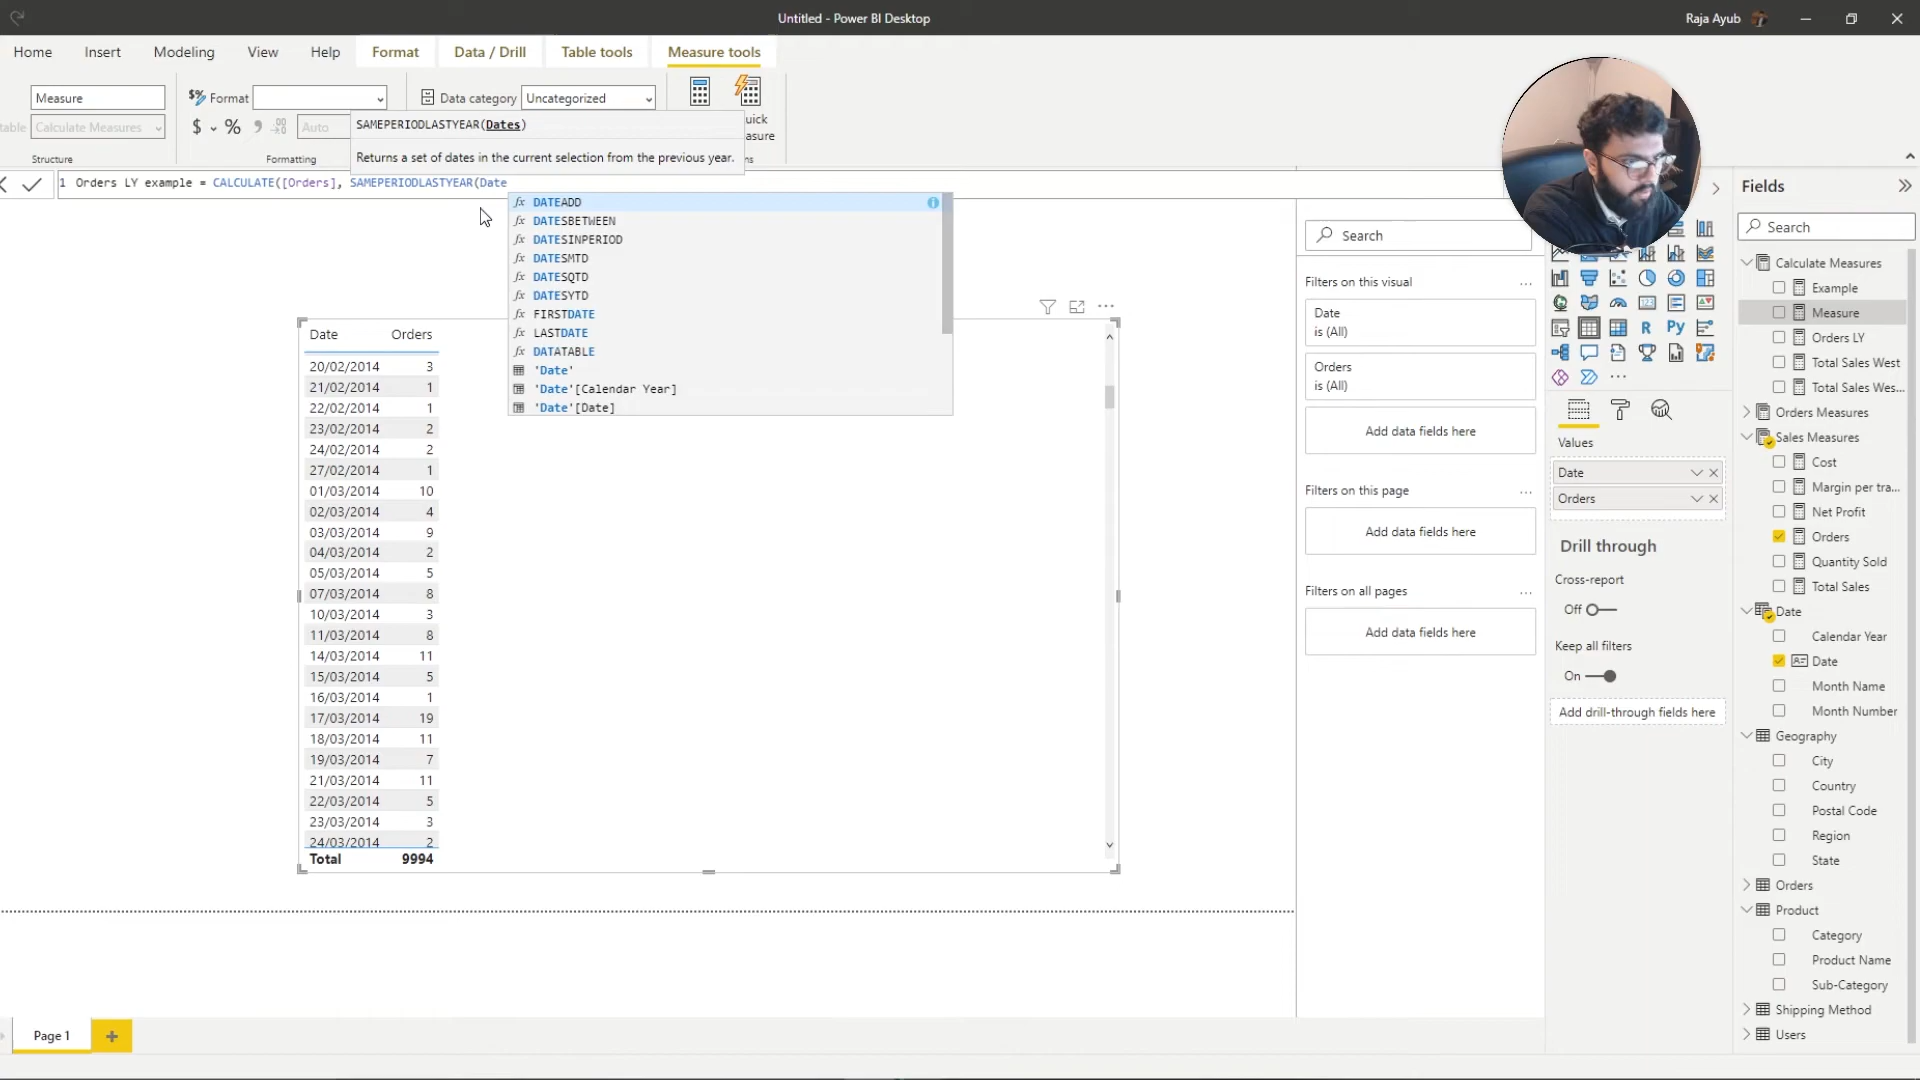 Untitled - Power BI Desktop
Raja Ayub
Home Insert Modeling View Help Format Data / Drill Table tools Measure tools
Measure
Format
Data category Uncategorized
Calculate Measures
$ % Auto
Structure
Formatting
SAMEPERIODLASTYEAR(Dates)
Returns a set of dates in the current selection from the previous year.
1 Orders LY example = CALCULATE([Orders], SAMEPERIODLASTYEAR(Date
DATEADD
DATESBETWEEN
DATESINPERIOD
DATESMTD
DATESQTD
DATESYTD
FIRSTDATE
LASTDATE
DATATABLE
'Date'
'Date'[Calendar Year]
'Date'[Date]
Date Orders
20/02/2014 3
21/02/2014 1
22/02/2014 1
23/02/2014 2
24/02/2014 2
27/02/2014 1
01/03/2014 10
02/03/2014 4
03/03/2014 9
04/03/2014 2
05/03/2014 5
07/03/2014 8
10/03/2014 3
11/03/2014 8
14/03/2014 11
15/03/2014 5
16/03/2014 1
17/03/2014 19
18/03/2014 11
19/03/2014 7
21/03/2014 11
22/03/2014 5
23/03/2014 3
24/03/2014 2
Total 9994
Page 1
Search
Filters on this visual
Date
is (All)
Orders
is (All)
Add data fields here
Filters on this page
Add data fields here
Filters on all pages
Add data fields here
R Py
Values
Date
Orders
Drill through
Cross-report
Off
Keep all filters
On
Add drill-through fields here
Fields
Search
Calculate Measures
Example
Measure
Orders LY
Total Sales West
Total Sales Wes...
Orders Measures
Sales Measures
Cost
Margin per tra...
Net Profit
Orders
Quantity Sold
Total Sales
Date
Calendar Year
Date
Month Name
Month Number
Geography
City
Country
Postal Code
Region
State
Orders
Product
Category
Product Name
Sub-Category
Shipping Method
Users